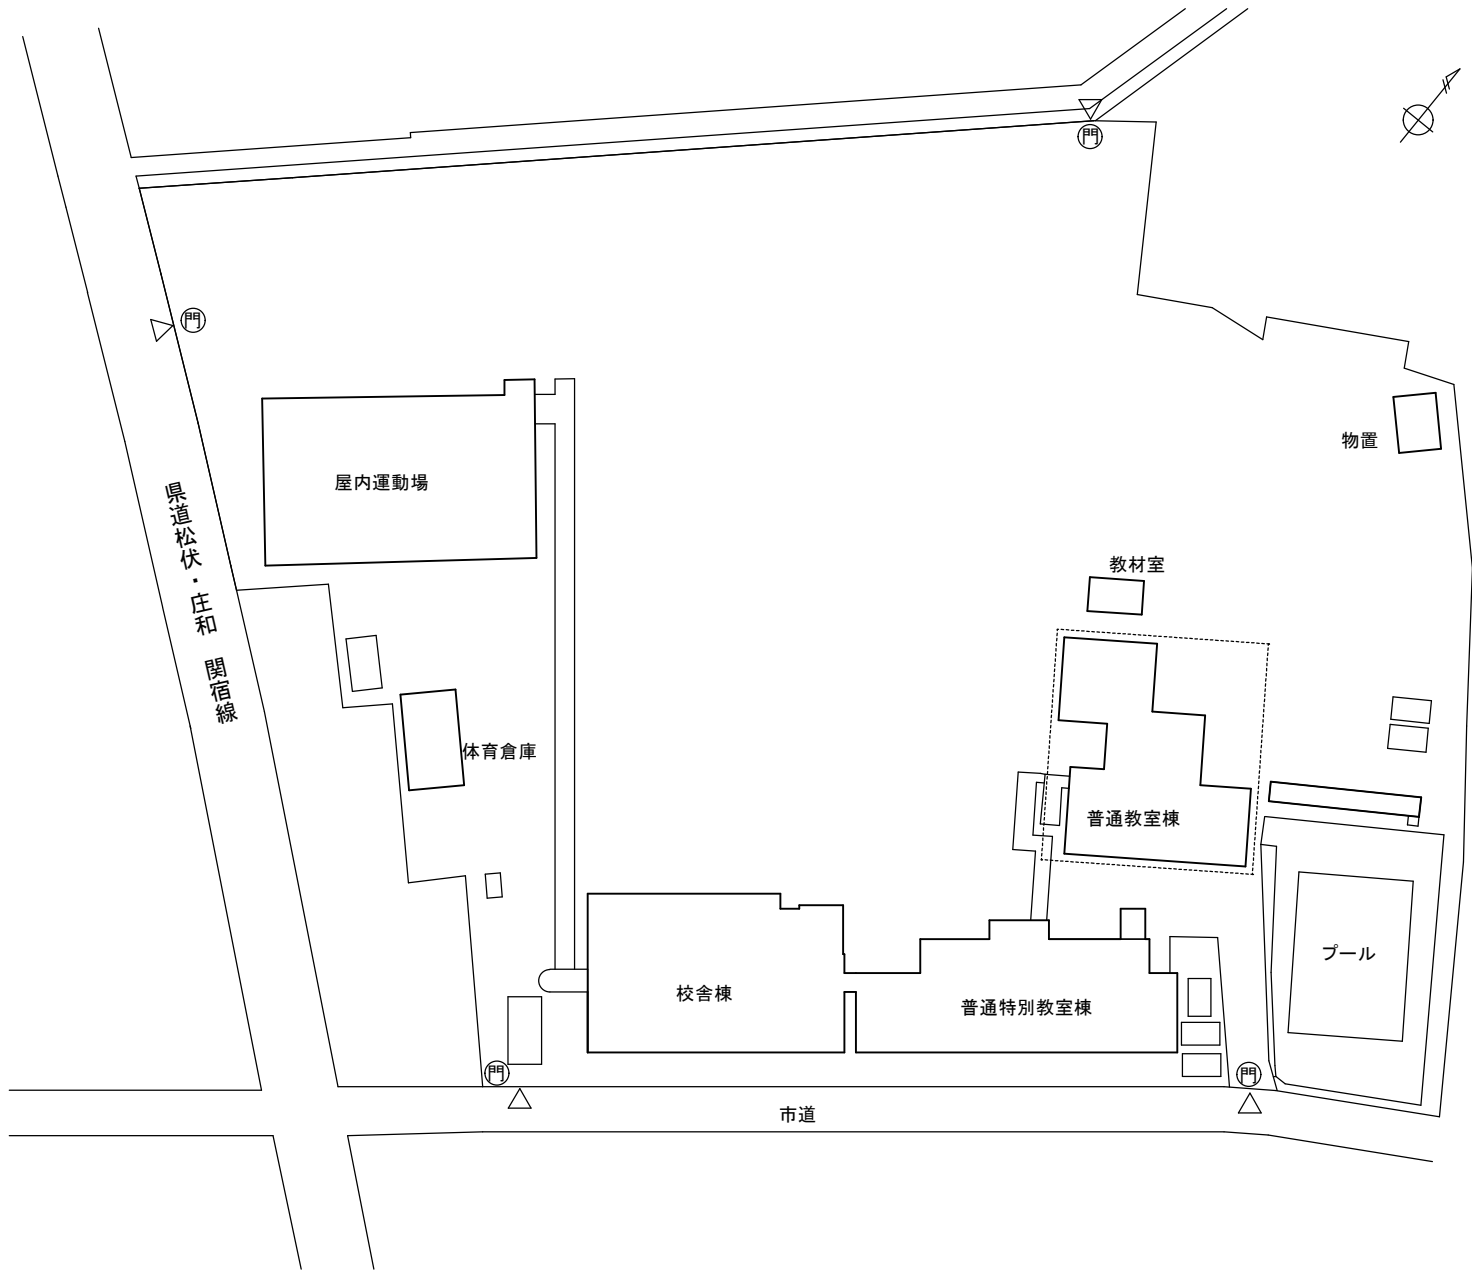 門
門
屋内運動場
物置
県道松伏・庄和　関宿線
教材室
体育倉庫
普通教室棟
プール
校舎棟
普通特別教室棟
門
門
市道